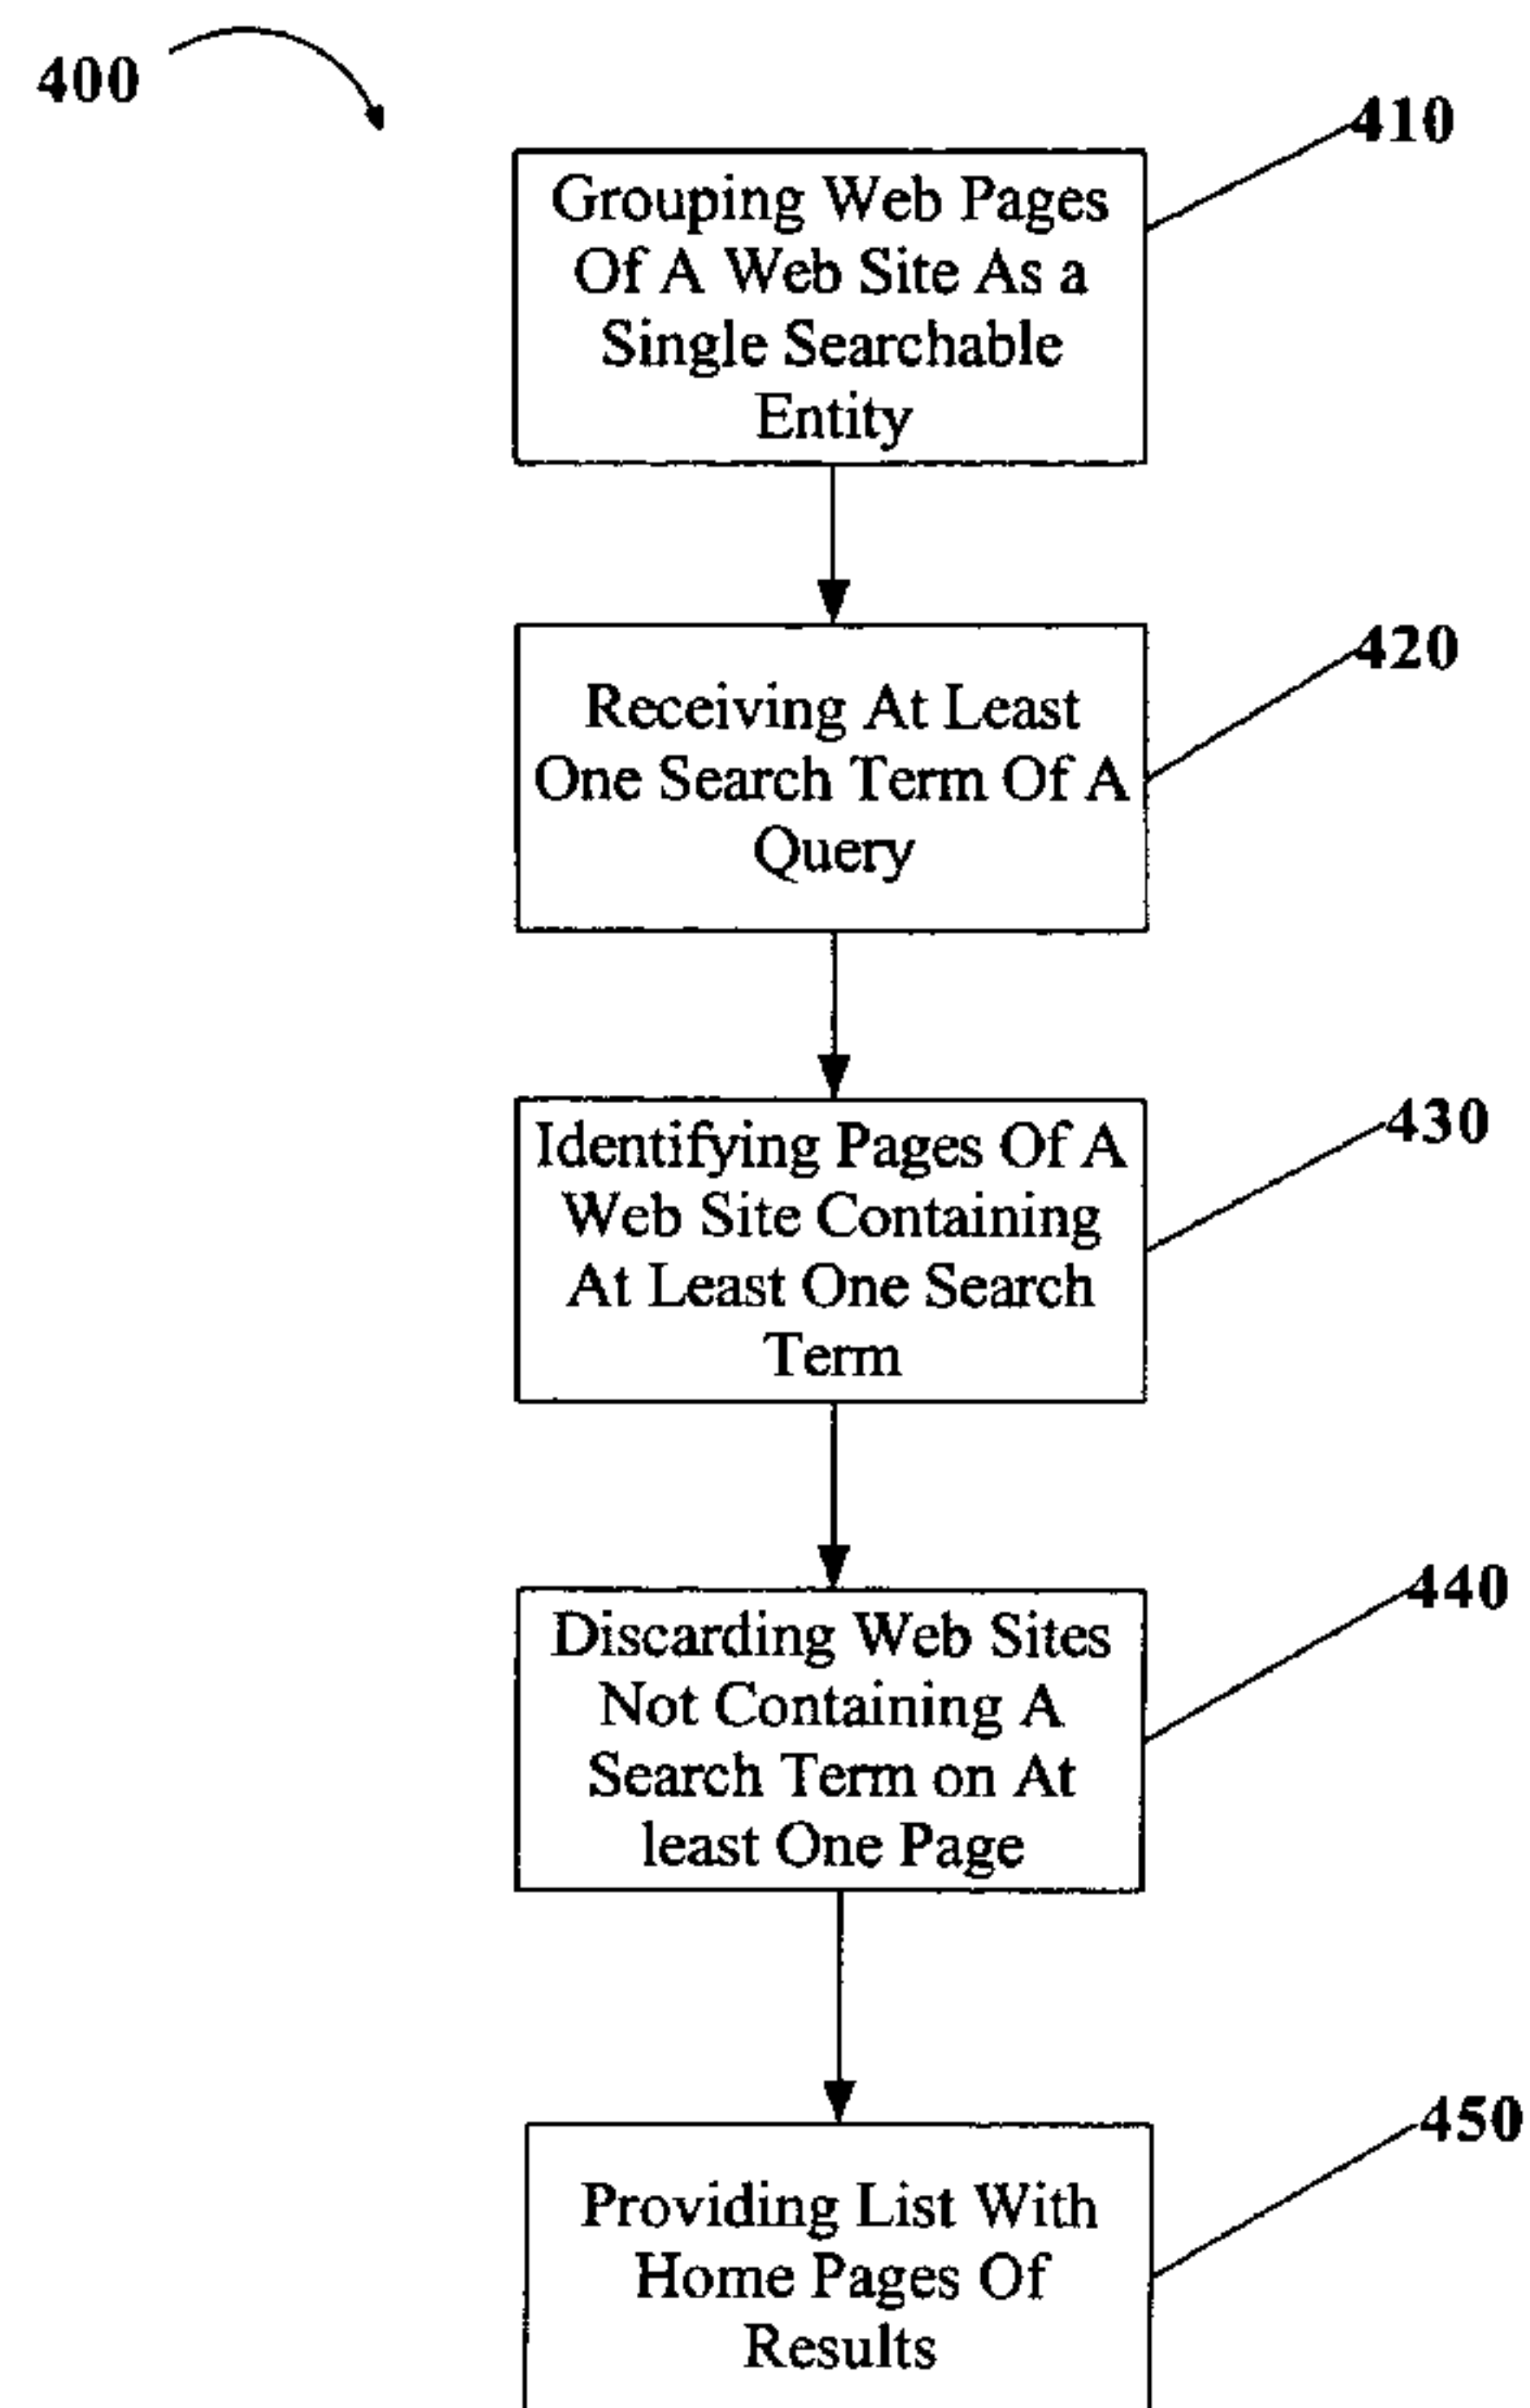 400
410
Grouping Web Pages
Of A Web Site As a
Single Searchable
Entity
420
Receiving At Least
One Search Term Of A
Query
430
Identifying Pages Of A
Web Site Containing
At Least One Search
Term
440
Discarding Web Sites
Not Containing A
Search Term on At
least One Page
450
Providing List With
Home Pages Of
Results